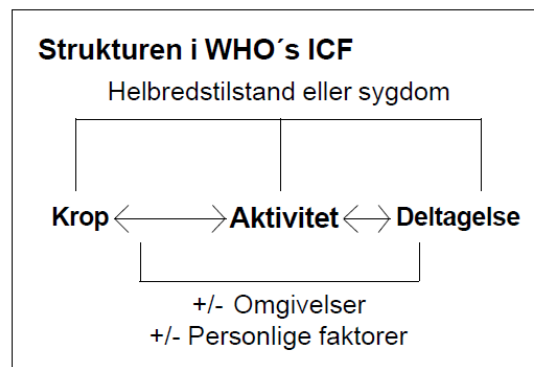 Strukturen i WHO´s ICF
Helbredstilstand eller sygdom
Krop Aktivitet Deltagelse
+/- Omgivelser
+/- Personlige faktorer